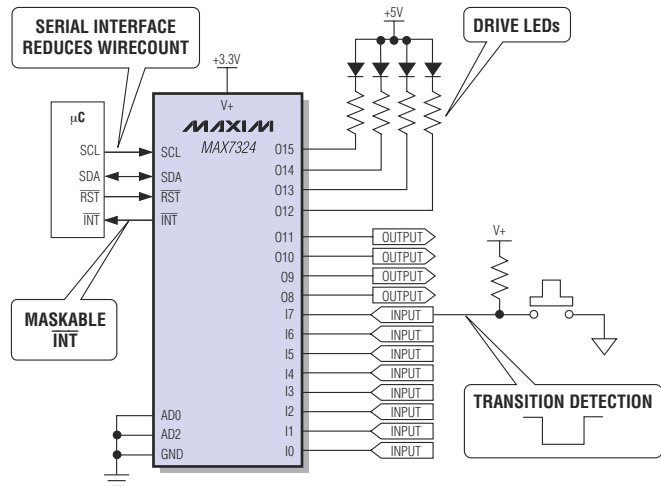 SERIAL INTERFACE
REDUCES WIRECOUNT
+5V
DRIVE LEDs
+3.3V
V+
µC
MAXIM
MAX7324
SCL
SCL
SDA
SDA
RST
RST
INT
INT
O15
O14
O13
O12
O11
OUTPUT
O10
OUTPUT
O9
OUTPUT
O8
OUTPUT
V+
I7
INPUT
I6
INPUT
I5
INPUT
I4
INPUT
I3
INPUT
I2
INPUT
I1
INPUT
I0
INPUT
MASKABLE
INT
TRANSITION DETECTION
AD0
AD2
GND